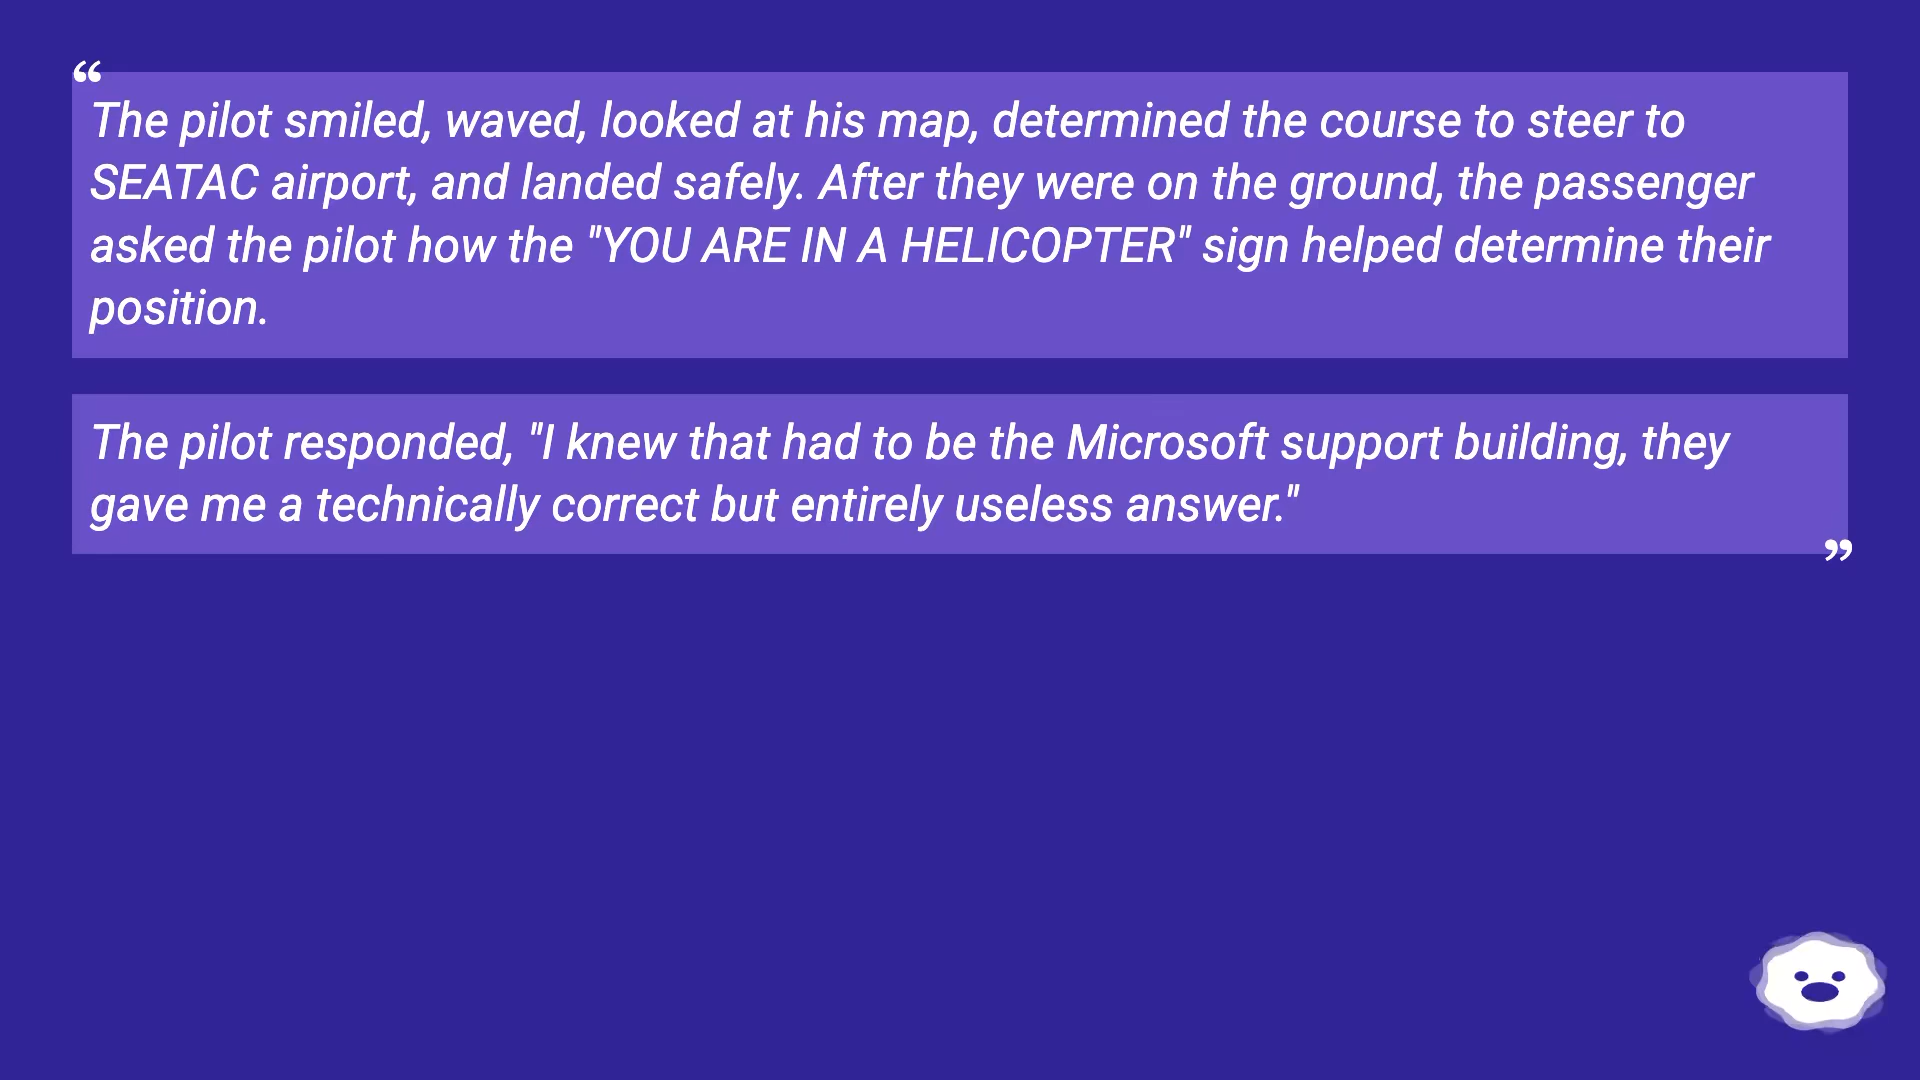 “
The pilot smiled, waved, looked at his map, determined the course to steer to
SEATAC airport, and landed safely. After they were on the ground, the passenger
asked the pilot how the "YOU ARE IN A HELICOPTER" sign helped determine their
position.
The pilot responded, "I knew that had to be the Microsoft support building, they
gave me a technically correct but entirely useless answer."
”